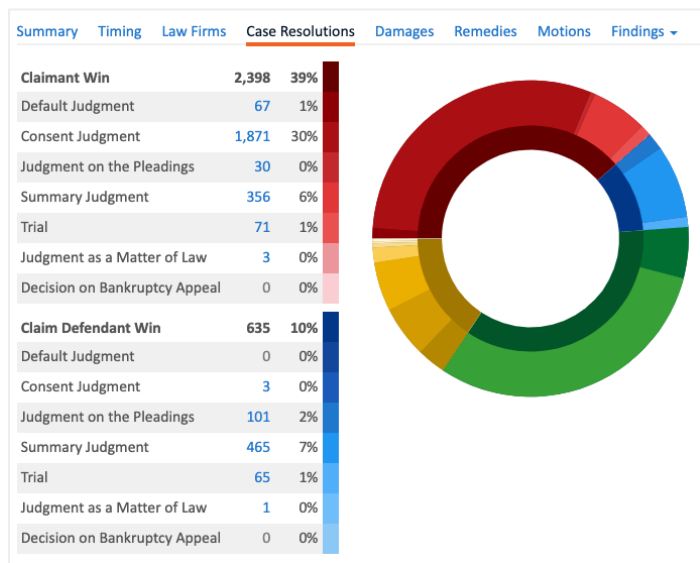 Summary Timing Law Firms Case Resolutions Damages Remedies Motions Findings
Claimant Win 2,398 39%
Default Judgment 67 1%
Consent Judgment 1,871 30%
Judgment on the Pleadings 30 0%
Summary Judgment 356 6%
Trial 71 1%
Judgment as a Matter of Law 3 0%
Decision on Bankruptcy Appeal 0 0%
Claim Defendant Win 635 10%
Default Judgment 0 0%
Consent Judgment 3 0%
Judgment on the Pleadings 101 2%
Summary Judgment 465 7%
Trial 65 1%
Judgment as a Matter of Law 1 0%
Decision on Bankruptcy Appeal 0 0%